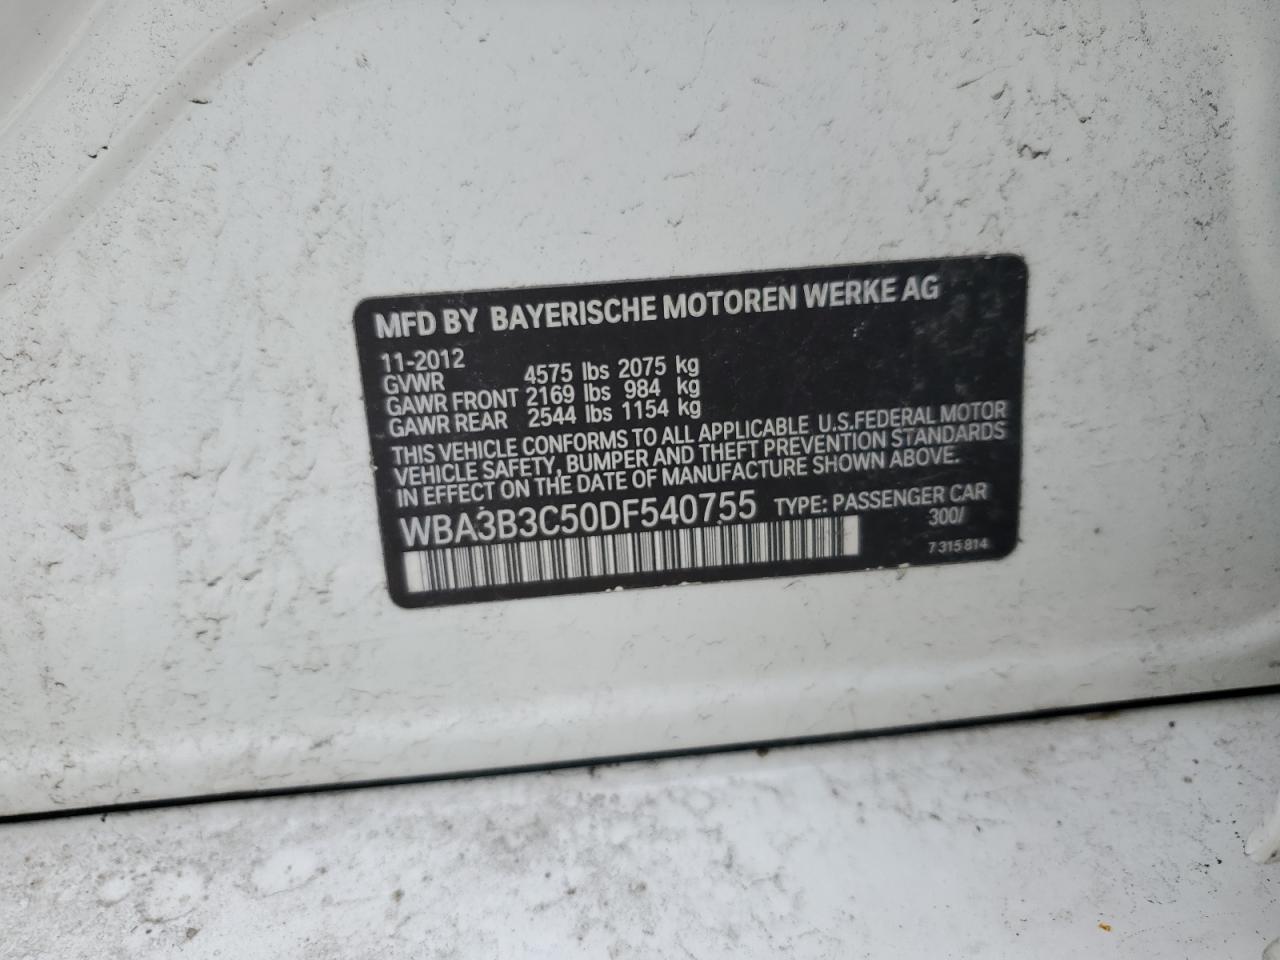 MFD BY BAYERISCHE MOTOREN WERKE AG
11-2012
GVWR 4575 lbs 2075 kg
GAWR FRONT 2169 lbs 984 kg
GAWR REAR 2544 lbs 1154 kg
THIS VEHICLE CONFORMS TO ALL APPLICABLE U.S.FEDERAL MOTOR
VEHICLE SAFETY, BUMPER AND THEFT PREVENTION STANDARDS
IN EFFECT ON THE DATE OF MANUFACTURE SHOWN ABOVE.
WBA3B3C50DF540755 TYPE: PASSENGER CAR
300/
7 315 814